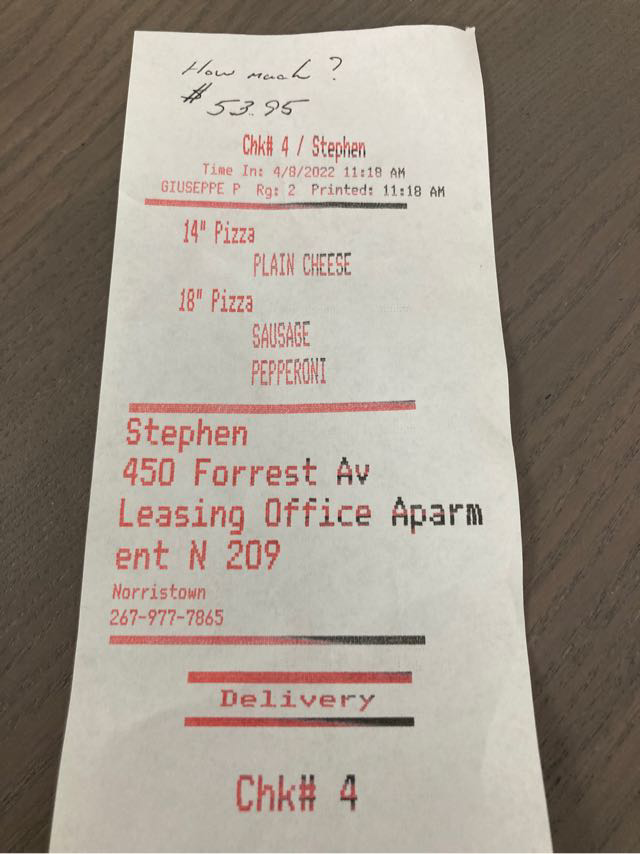 How much ?
$ 53.95
Chk# 4 / Stephen
Time In: 4/8/2022 11:18 AM
GIUSEPPE P Rg: 2 Printed: 11:18 AM
14" Pizza
PLAIN CHEESE
18" Pizza
SAUSAGE
PEPPERONI
Stephen
450 Forrest Av
Leasing Office Aparm
ent N 209
Norristown
267-977-7865
Delivery
Chk# 4